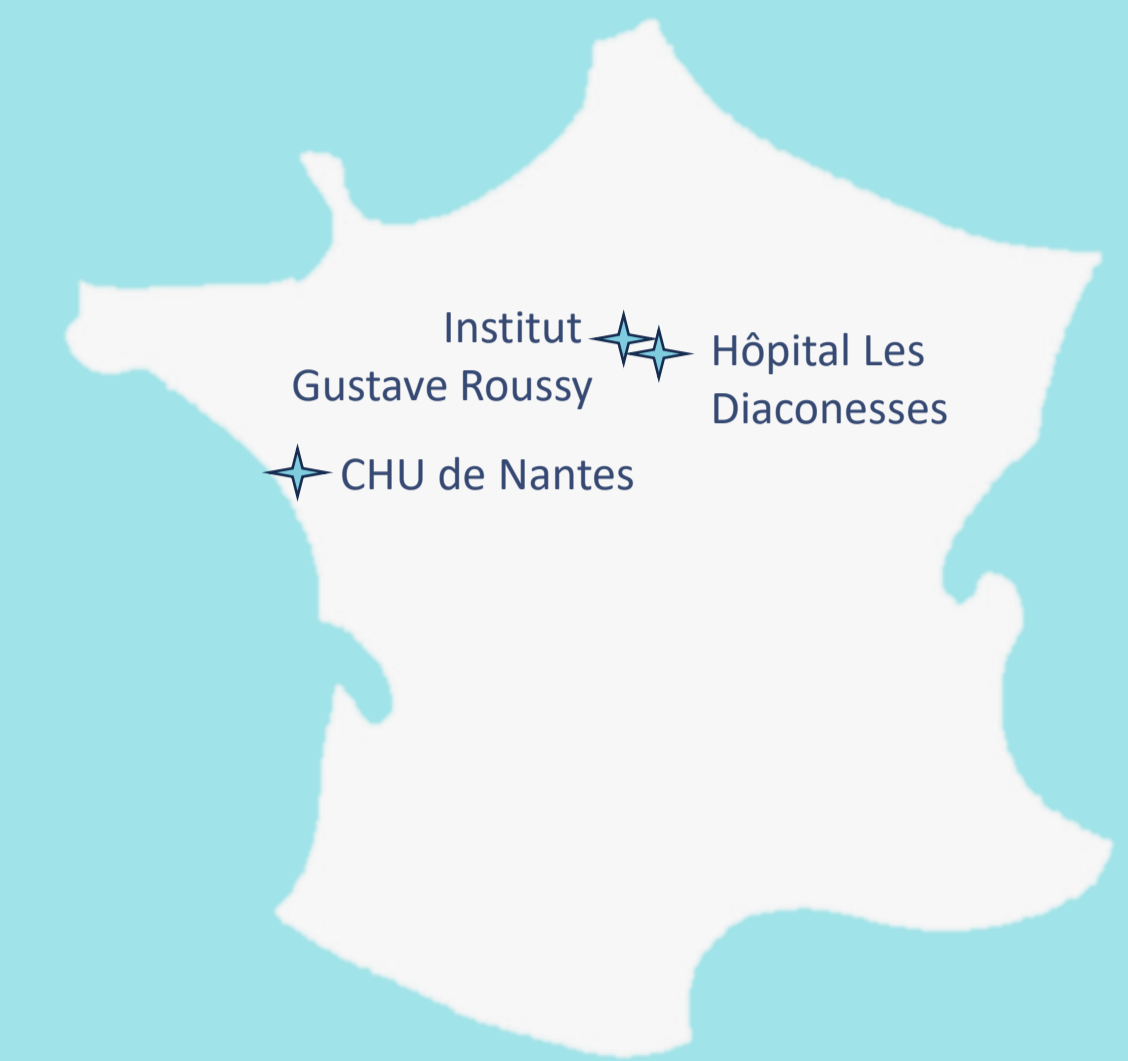 Institut
Gustave Roussy
Hôpital Les
Diaconesses
CHU de Nantes